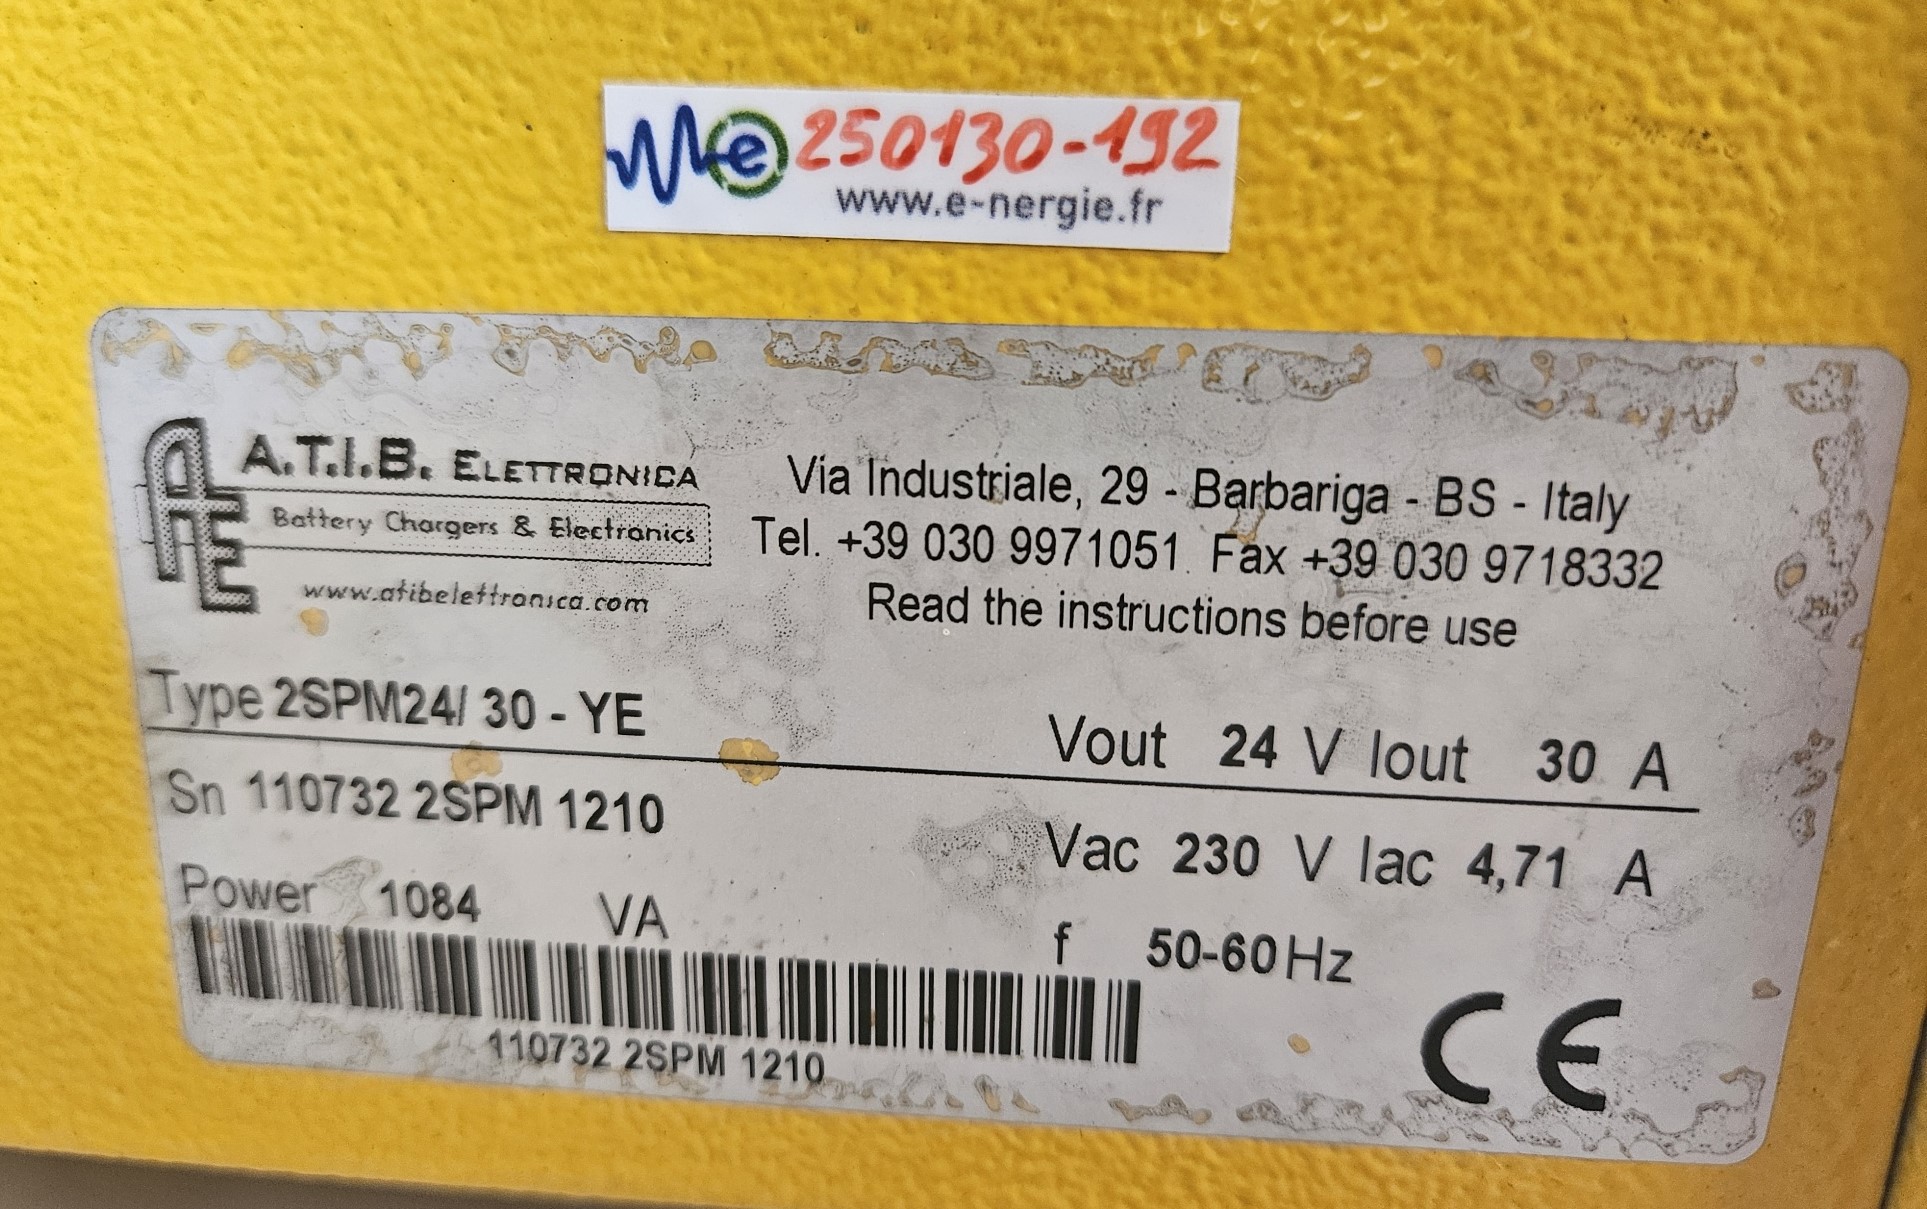 250130-192
www.e-nergie.fr
A.T.I.B. ELETTRONICA
Battery Chargers & Electronics
www.atibelettronica.com
Via Industriale, 29 - Barbariga - BS - Italy
Tel. +39 030 9971051 Fax +39 030 9718332
Read the instructions before use
Type 2SPM24/ 30 - YE
Vout 24 V Iout 30 A
Sn 110732 2SPM 1210
Vac 230 V Iac 4,71 A
Power 1084 VA
f 50-60Hz
110732 2SPM 1210
CE